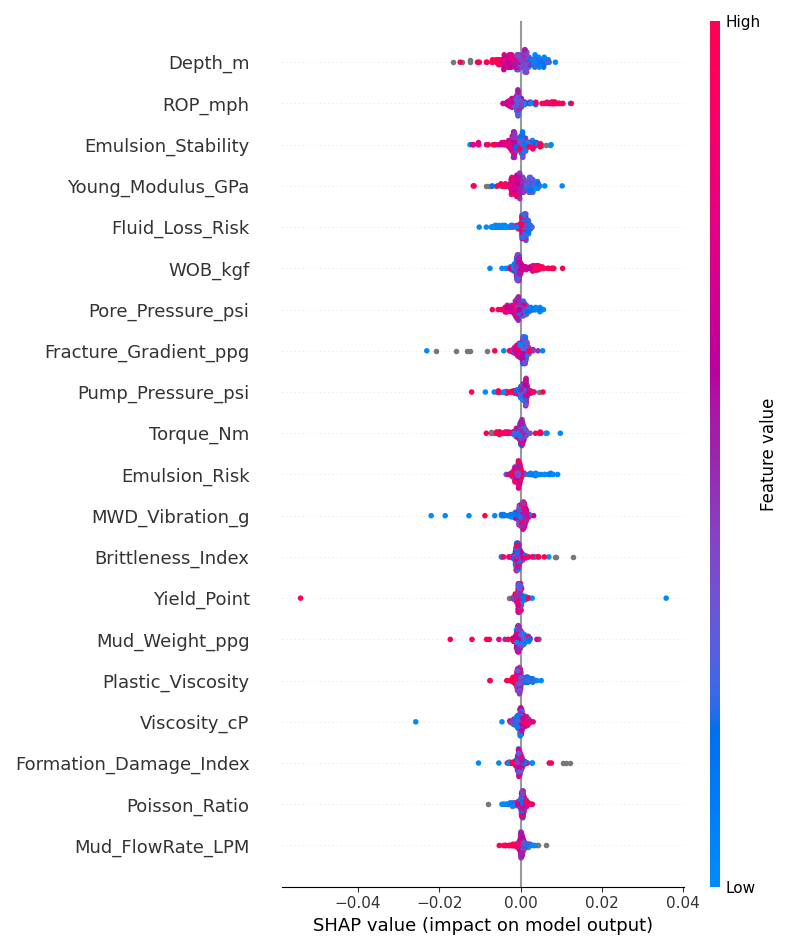 High
Depth_m
ROP_mph
Emulsion_Stability
Young_Modulus_GPa
Fluid_Loss_Risk
WOB_kgf
Pore_Pressure_psi
Fracture_Gradient_ppg
Pump_Pressure_psi
Torque_Nm
Emulsion_Risk
MWD_Vibration_g
Brittleness_Index
Yield_Point
Mud_Weight_ppg
Plastic_Viscosity
Viscosity_cP
Formation_Damage_Index
Poisson_Ratio
Mud_FlowRate_LPM
Feature value
Low
−0.04 −0.02 0.00 0.02 0.04
SHAP value (impact on model output)